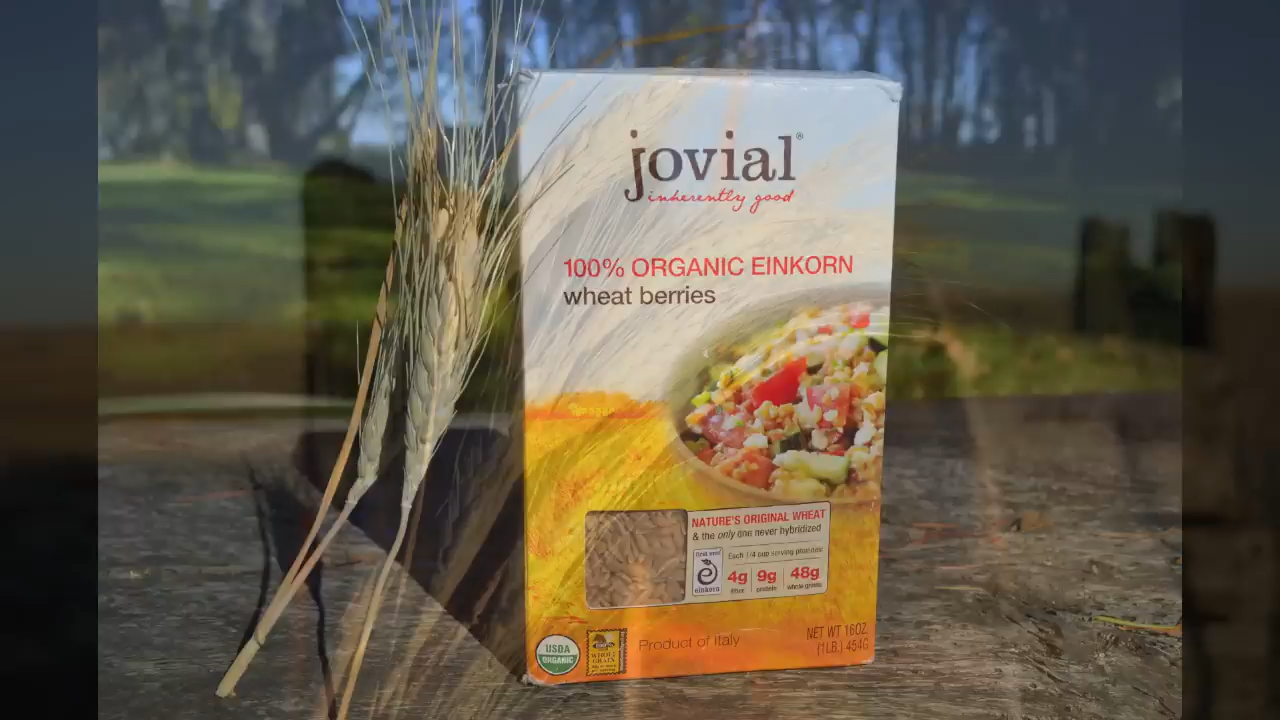 jovial®
inherently good
100% ORGANIC EINKORN
wheat berries
NATURE'S ORIGINAL WHEAT
& the only one never hybridized
Each 1/4 cup serving provides
4g 9g 48g
fiber protein whole grains
einkorn
USDA
ORGANIC
WHOLE
GRAIN
Product of Italy
NET WT 16OZ.
(1LB.) 454G